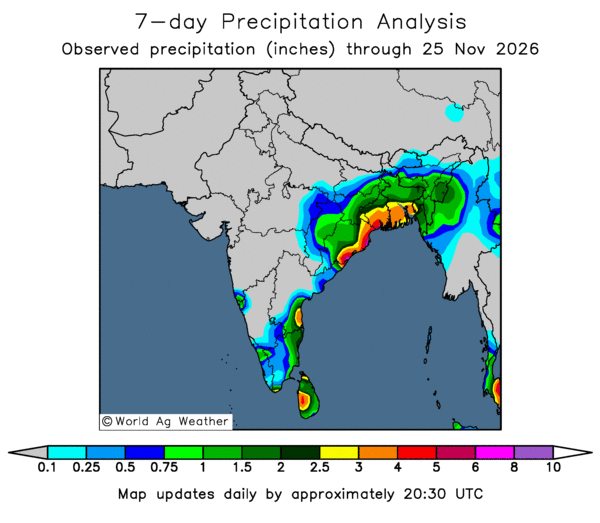 7-day Precipitation Analysis
Observed precipitation (inches) through 25 Nov 2026
©World Ag Weather
0.1 0.25 0.5 0.75 1 1.5 2 2.5 3 4 5 6 8 10
Map updates daily by approximately 20:30 UTC